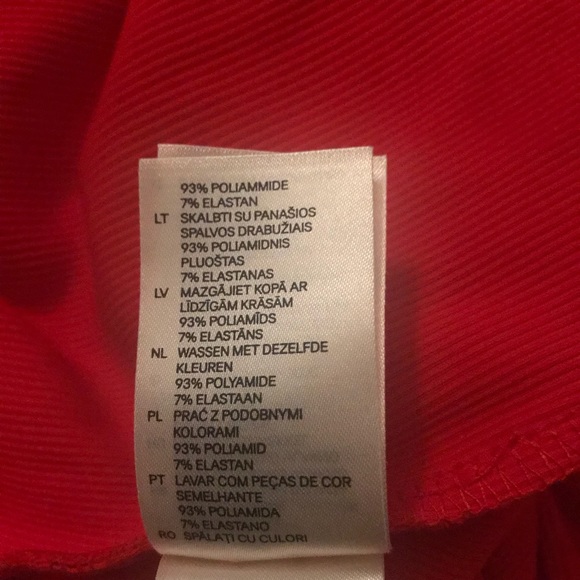 93% POLIAMMIDE
7% ELASTAN
LT SKALBTI SU PANAŠIOS
SPALVOS DRABUŽIAIS
93% POLIAMIDNIS
PLUOŠTAS
7% ELASTANAS
LV MAZGĀJIET KOPĀ AR
LĪDZĪGĀM KRĀSĀM
93% POLIAMĪDS
7% ELASTĀNS
NL WASSEN MET DEZELFDE
KLEUREN
93% POLYAMIDE
7% ELASTAAN
PL PRAĆ Z PODOBNYMI
KOLORAMI
93% POLIAMID
7% ELASTAN
PT LAVAR COM PEÇAS DE COR
SEMELHANTE
93% POLIAMIDA
7% ELASTANO
RO SPĂLAŢI CU CULORI